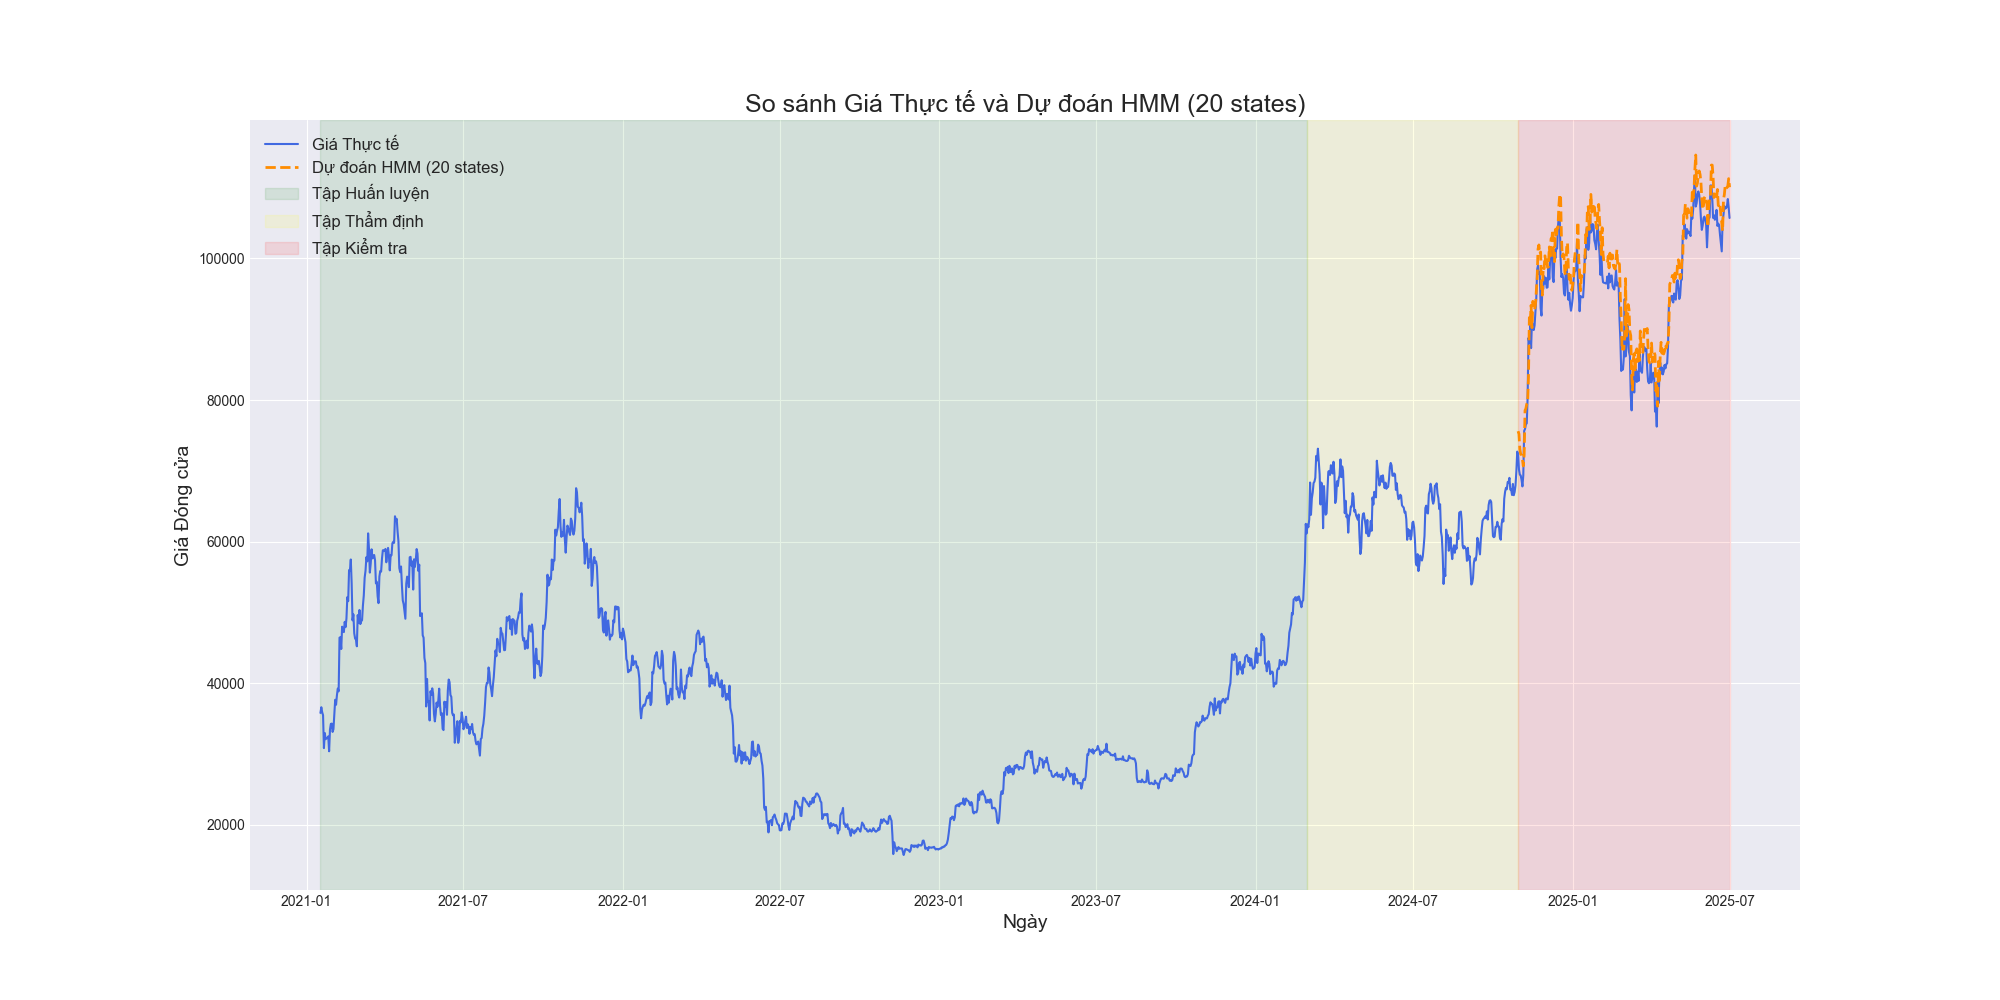 So sánh Giá Thực tế và Dự đoán HMM (20 states)
Giá Thực tế
Dự đoán HMM (20 states)
Tập Huấn luyện
Tập Thẩm định
Tập Kiểm tra
Giá Đóng cửa
100000
80000
60000
40000
20000
2021-01
2021-07
2022-01
2022-07
2023-01
2023-07
2024-01
2024-07
2025-01
2025-07
Ngày